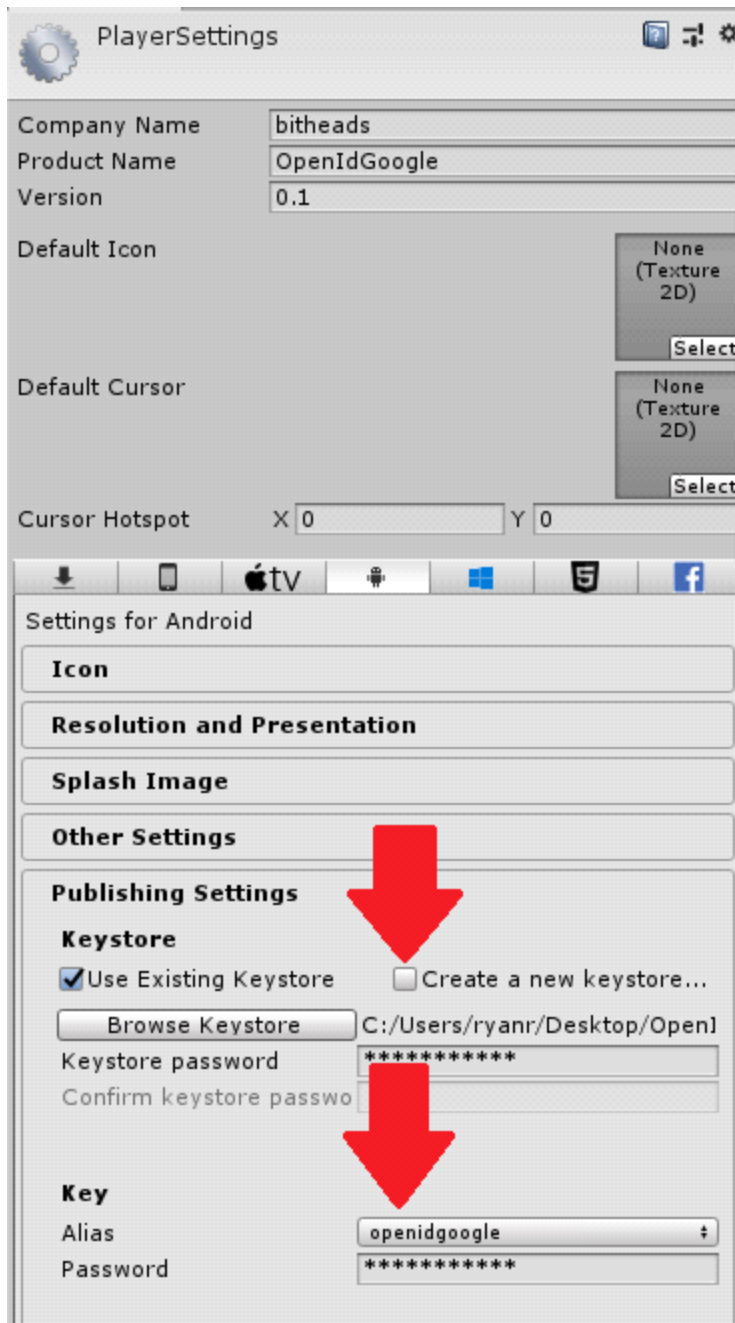 PlayerSettings
Company Name bitheads
Product Name OpenIdGoogle
Version 0.1
Default Icon
None
(Texture
2D)
Select
Default Cursor
None
(Texture
2D)
Select
Cursor Hotspot X 0 Y 0
tv
Settings for Android
Icon
Resolution and Presentation
Splash Image
Other Settings
Publishing Settings
Keystore
Use Existing Keystore Create a new keystore...
Browse Keystore C:/Users/ryanr/Desktop/OpenI
Keystore password ***********
Confirm keystore passwo
Key
Alias openidgoogle
Password ***********